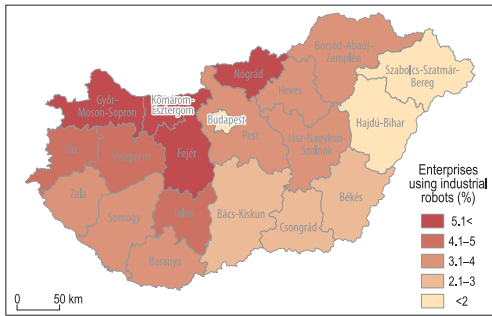 Borsod-Abaúj-
Zemplén
Nógrád
Szabolcs-Szatmár-
Bereg
Heves
Győr-
Moson-Sopron
Komárom-
Esztergom
Budapest
Hajdú-Bihar
Pest
Jász-Nagykun-
Szolnok
Vas
Veszprém
Fejér
Zala
Somogy
Tolna
Bács-Kiskun
Békés
Csongrád
Baranya
Enterprises
using industrial
robots (%)
5.1<
4.1–5
3.1–4
2.1–3
<2
0 50 km